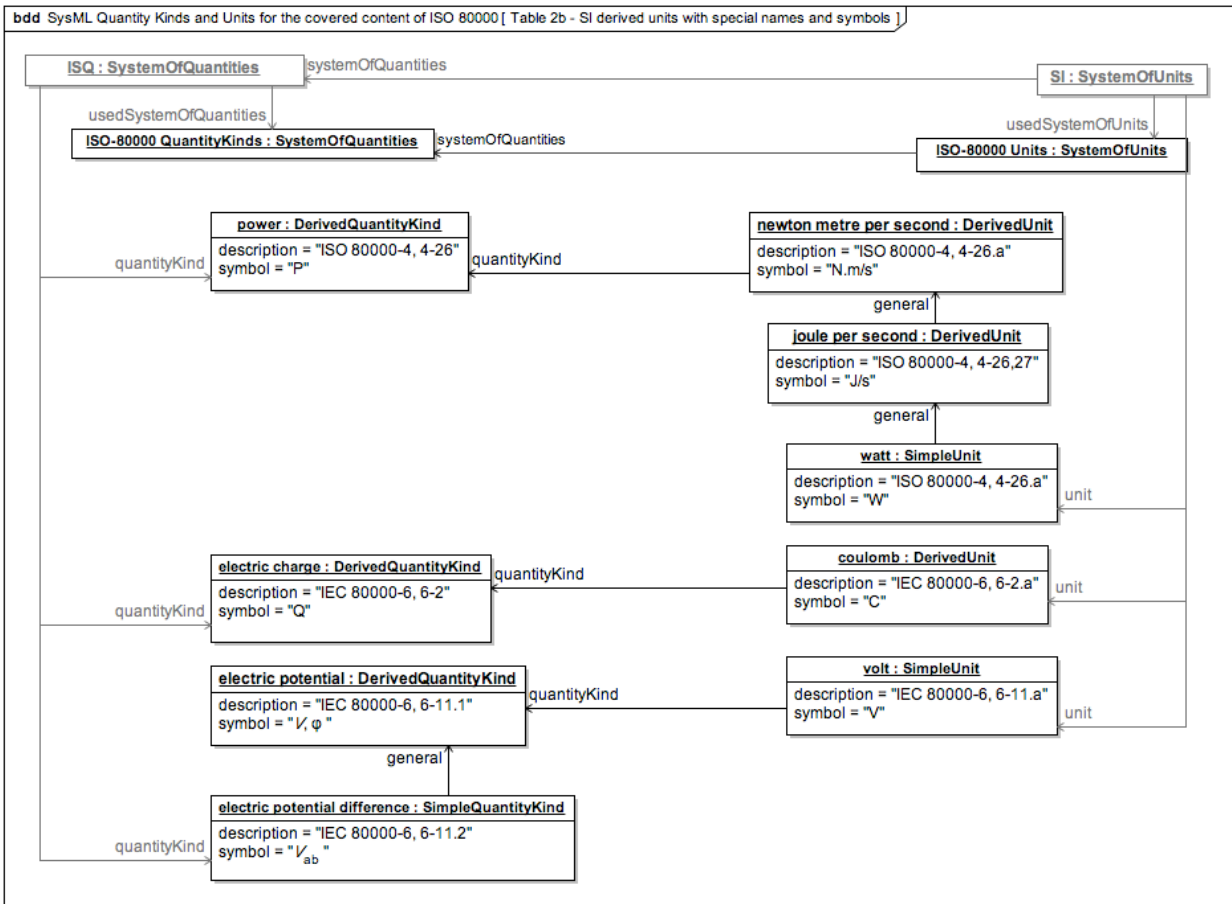 bdd SysML Quantity Kinds and Units for the covered content of ISO 80000 [ Table 2b - SI derived units with special names and symbols ]
ISQ : SystemOfQuantities
systemOfQuantities
SI : SystemOfUnits
usedSystemOfQuantities
usedSystemOfUnits
ISO-80000 QuantityKinds : SystemOfQuantities
systemOfQuantities
ISO-80000 Units : SystemOfUnits
power : DerivedQuantityKind
description = "ISO 80000-4, 4-26"
symbol = "P"
quantityKind
quantityKind
newton metre per second : DerivedUnit
description = "ISO 80000-4, 4-26.a"
symbol = "N.m/s"
general
joule per second : DerivedUnit
description = "ISO 80000-4, 4-26,27"
symbol = "J/s"
general
watt : SimpleUnit
description = "ISO 80000-4, 4-26.a"
symbol = "W"
unit
electric charge : DerivedQuantityKind
description = "IEC 80000-6, 6-2"
symbol = "Q"
quantityKind
quantityKind
coulomb : DerivedUnit
description = "IEC 80000-6, 6-2.a"
symbol = "C"
unit
electric potential : DerivedQuantityKind
description = "IEC 80000-6, 6-11.1"
symbol = "V, φ "
quantityKind
volt : SimpleUnit
description = "IEC 80000-6, 6-11.a"
symbol = "V"
unit
general
electric potential difference : SimpleQuantityKind
description = "IEC 80000-6, 6-11.2"
symbol = "Vab "
quantityKind